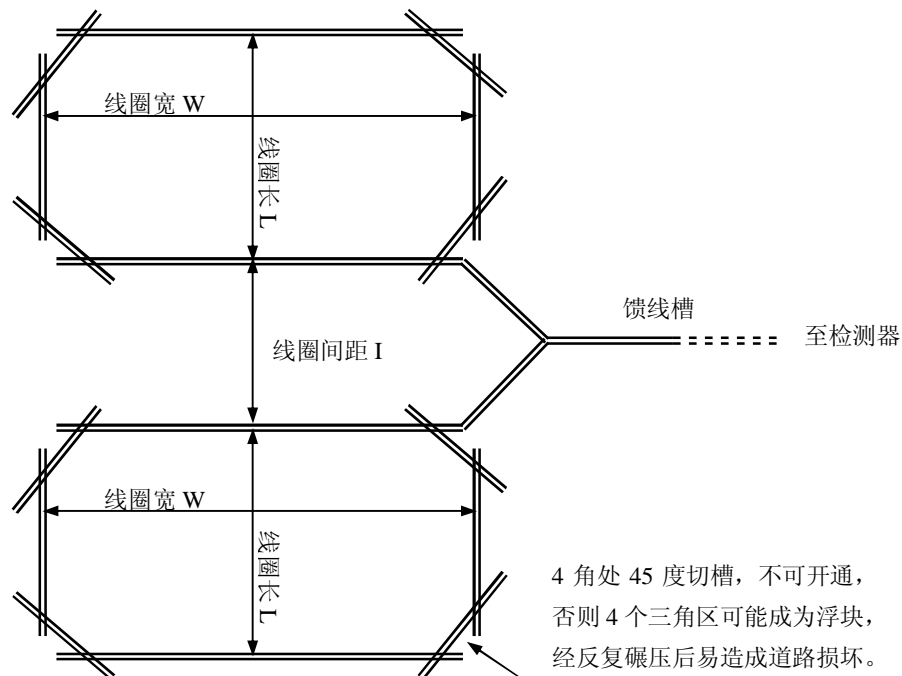 线圈宽 W
线圈长 L
馈线槽
至检测器
线圈间距 I
线圈宽 W
线圈长 L
4 角处 45 度切槽，不可开通，
否则 4 个三角区可能成为浮块，
经反复碾压后易造成道路损坏。